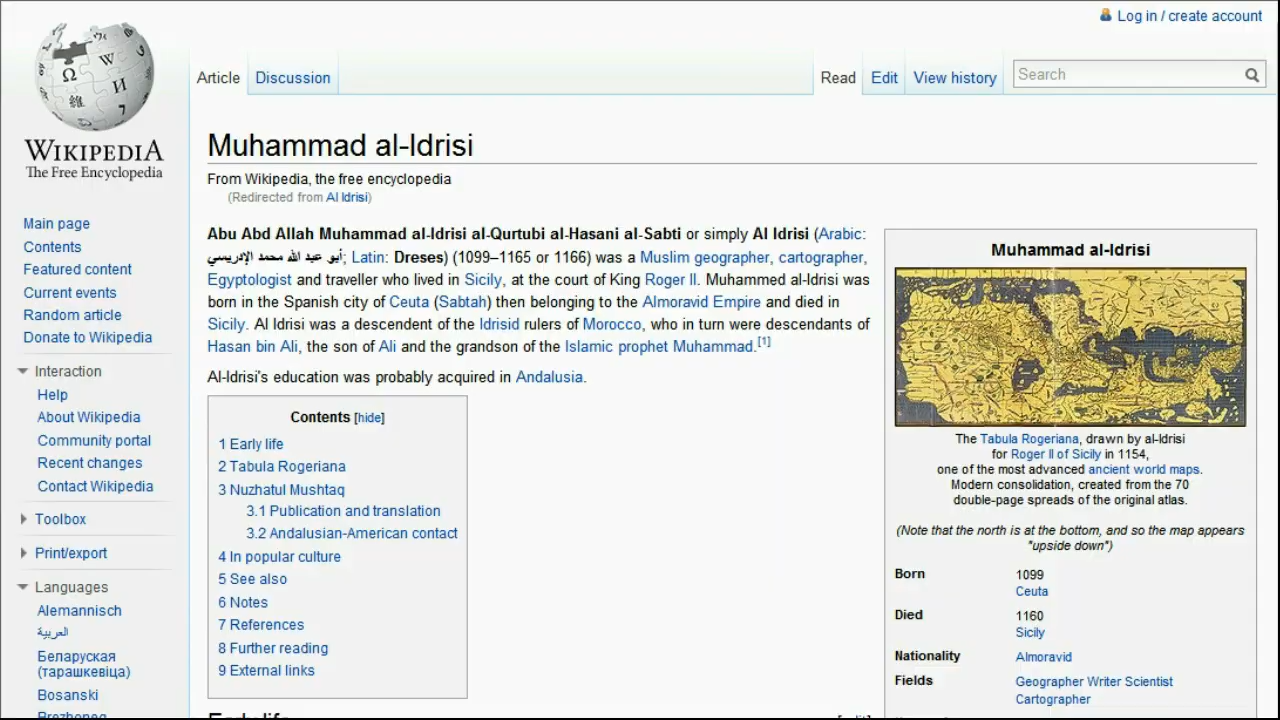 Log in / create account
WIKIPEDIA
The Free Encyclopedia
Article
Discussion
Read
Edit
View history
Search
Main page
Contents
Featured content
Current events
Random article
Donate to Wikipedia
Interaction
Help
About Wikipedia
Community portal
Recent changes
Contact Wikipedia
Toolbox
Print/export
Languages
Alemannisch
العربية
Беларуская
(тарашкевіца)
Bosanski
Muhammad al-Idrisi
From Wikipedia, the free encyclopedia
(Redirected from Al Idrisi)
Abu Abd Allah Muhammad al-Idrisi al-Qurtubi al-Hasani al-Sabti or simply Al Idrisi (Arabic:
أبو عبد الله محمد الإدريسي; Latin: Dreses) (1099–1165 or 1166) was a Muslim geographer, cartographer,
Egyptologist and traveller who lived in Sicily, at the court of King Roger II. Muhammed al-Idrisi was
born in the Spanish city of Ceuta (Sabtah) then belonging to the Almoravid Empire and died in
Sicily. Al Idrisi was a descendent of the Idrisid rulers of Morocco, who in turn were descendants of
Hasan bin Ali, the son of Ali and the grandson of the Islamic prophet Muhammad.[1]
Al-Idrisi's education was probably acquired in Andalusia.
Contents [hide]
1 Early life
2 Tabula Rogeriana
3 Nuzhatul Mushtaq
3.1 Publication and translation
3.2 Andalusian-American contact
4 In popular culture
5 See also
6 Notes
7 References
8 Further reading
9 External links
Muhammad al-Idrisi
The Tabula Rogeriana, drawn by al-Idrisi
for Roger II of Sicily in 1154,
one of the most advanced ancient world maps.
Modern consolidation, created from the 70
double-page spreads of the original atlas.
(Note that the north is at the bottom, and so the map appears
"upside down")
Born 1099
Ceuta
Died 1160
Sicily
Nationality Almoravid
Fields Geographer Writer Scientist
Cartographer